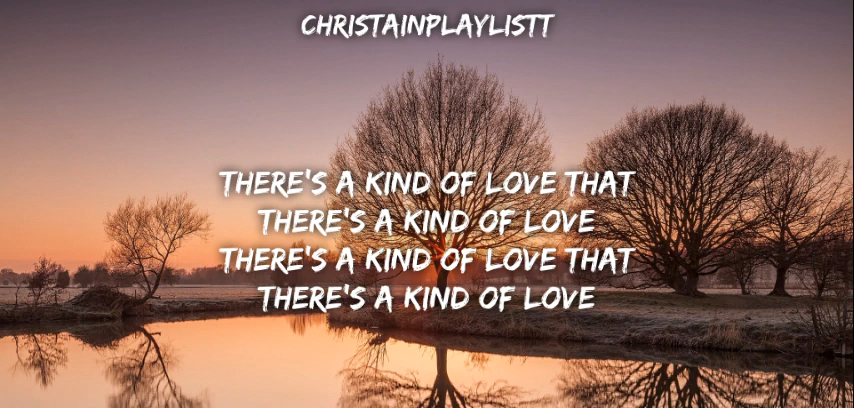 CHRISTAINPLAYLISTT
THERE'S A KIND OF LOVE THAT
THERE'S A KIND OF LOVE
THERE'S A KIND OF LOVE THAT
THERE'S A KIND OF LOVE